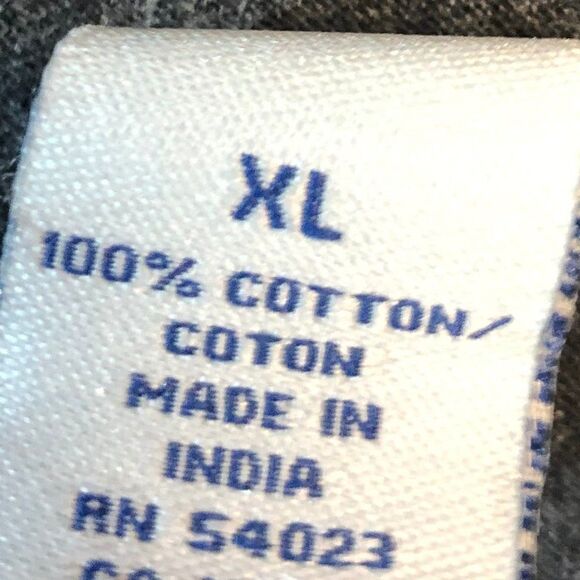 XL
100% COTTON/
COTON
MADE IN
INDIA
RN 54023